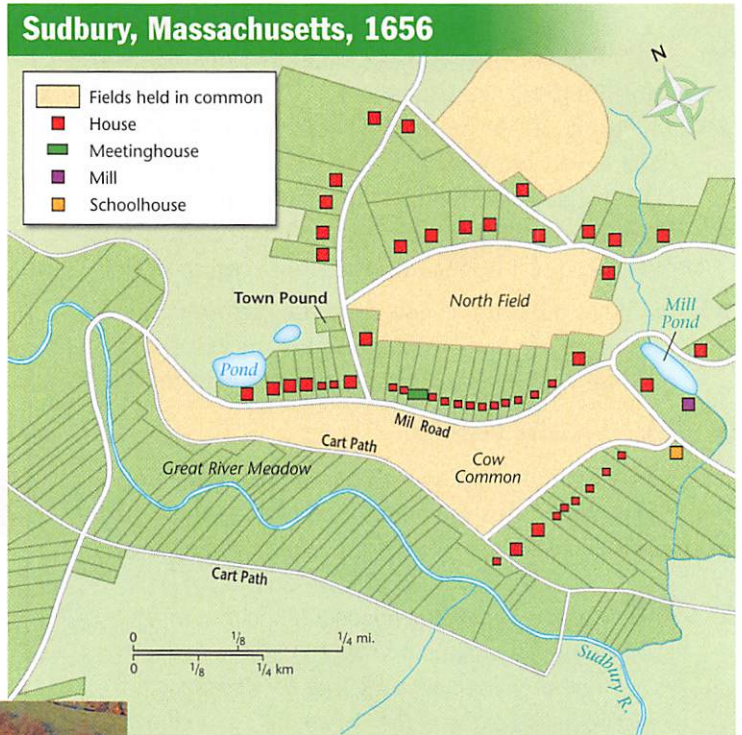 Sudbury, Massachusetts, 1656
N
Fields held in common
House
Meetinghouse
Mill
Schoolhouse
Town Pound
North Field
Mill
Pond
Pond
Mil Road
Cart Path
Great River Meadow
Cow
Common
Cart Path
0 1/8 1/4 mi.
0 1/8 1/4 km
Sudbury R.